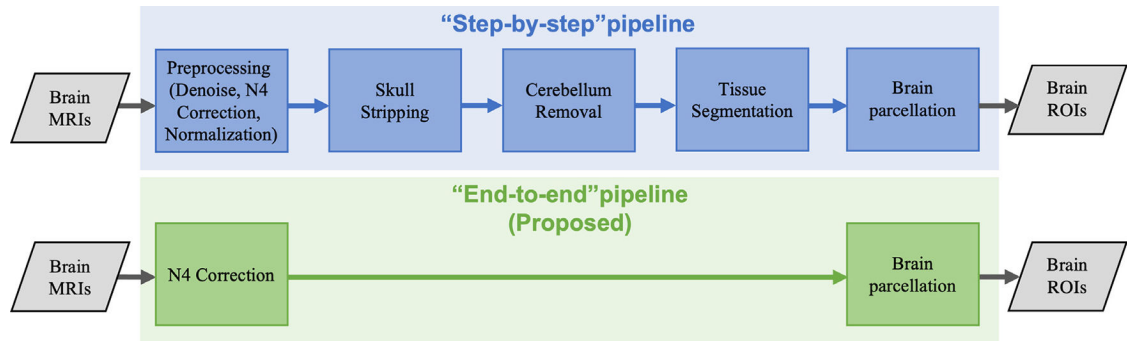 “Step-by-step”pipeline
Brain
MRIs
Preprocessing
(Denoise, N4
Correction,
Normalization)
Skull
Stripping
Cerebellum
Removal
Tissue
Segmentation
Brain
parcellation
Brain
ROIs
“End-to-end”pipeline
(Proposed)
Brain
MRIs
N4 Correction
Brain
parcellation
Brain
ROIs